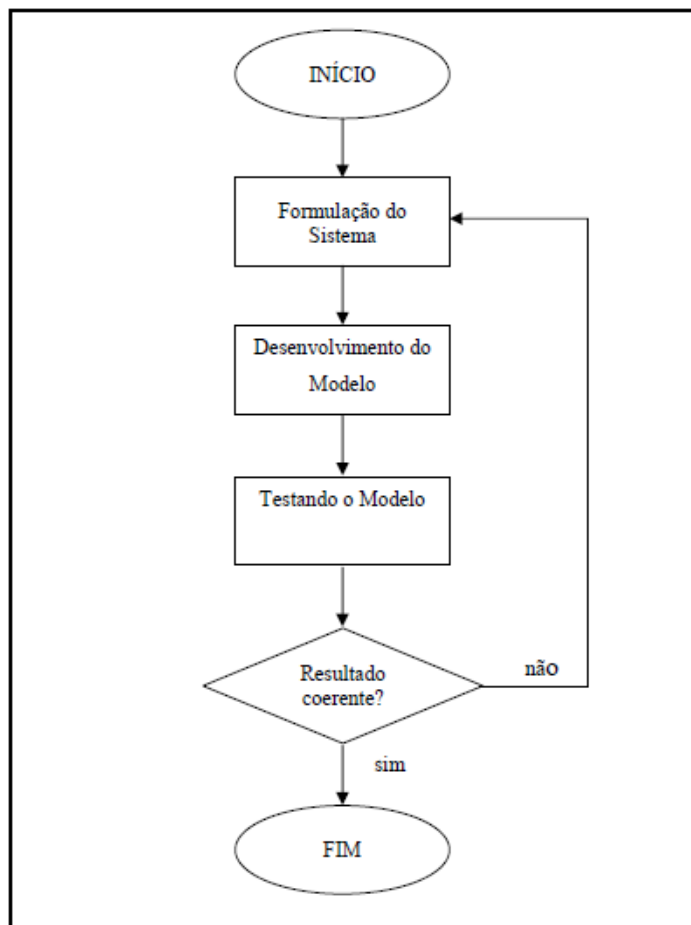 INÍCIO
Formulação do
Sistema
Desenvolvimento do
Modelo
Testando o Modelo
Resultado
coerente?
não
sim
FIM